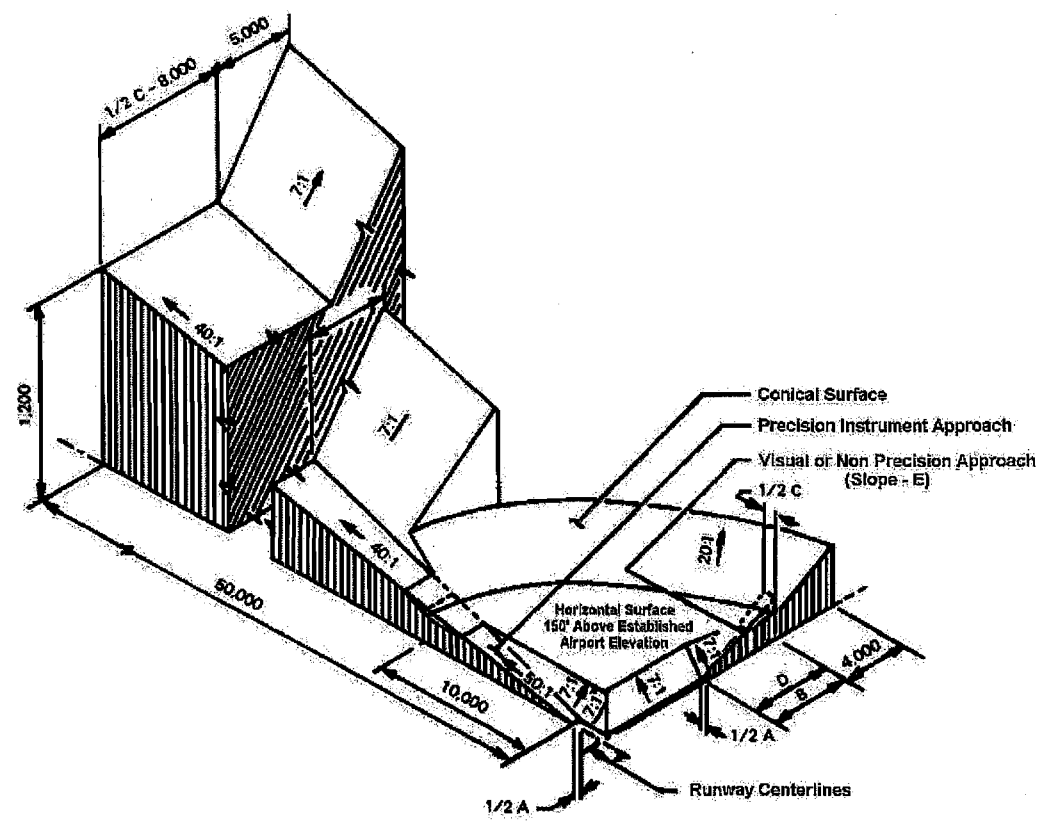 5,000
1/2 C - 8,000
7:1
40:1
1,200
7:1
Conical Surface
Precision Instrument Approach
Visual or Non Precision Approach
(Slope - E)
1/2 C
20:1
40:1
50,000
Horizontal Surface
150' Above Established
Airport Elevation
7:1
50:1
7:1
7:1
7:1
10,000
4,000
D
B
1/2 A
Runway Centerlines
1/2 A